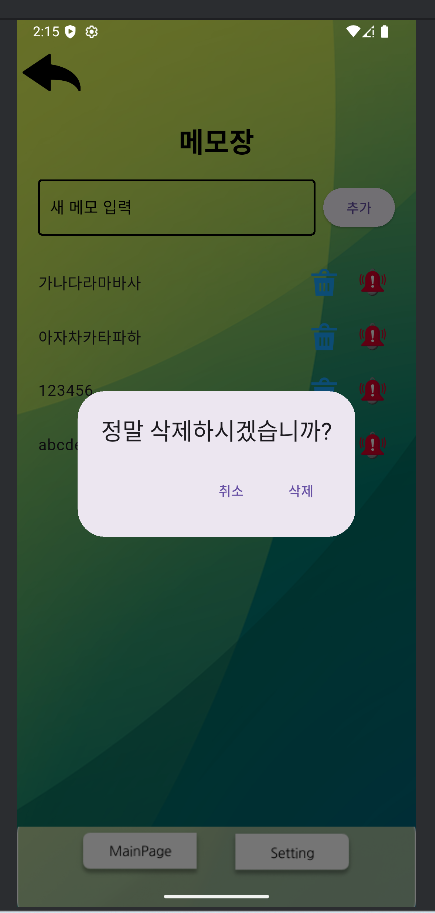 2:15
메모장
새 메모 입력
추가
가나다라마바사
아자차카타파하
123456
abcde
정말 삭제하시겠습니까?
취소 삭제
MainPage Setting